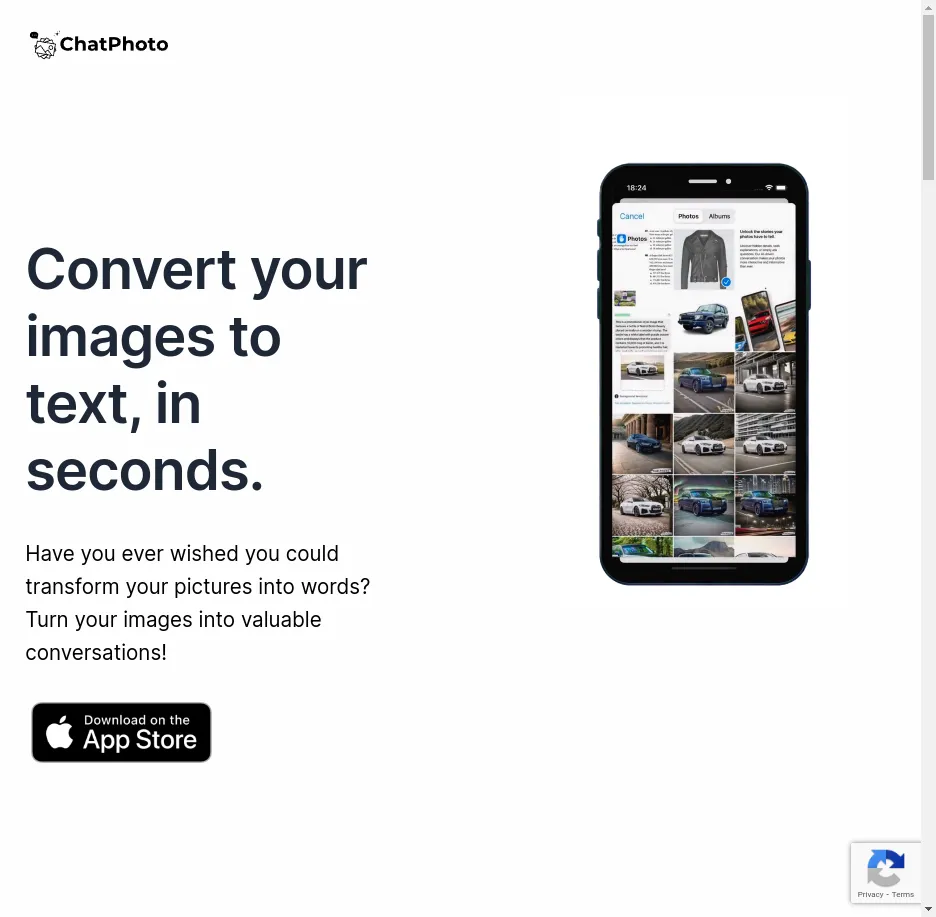 ChatPhoto
Convert your
images to
text, in
seconds.
Have you ever wished you could
transform your pictures into words?
Turn your images into valuable
conversations!
Download on the
App Store
18:24
Cancel
Photos
Albums
Photos
Unlock the stories your
photos have to tell.
Privacy - Terms